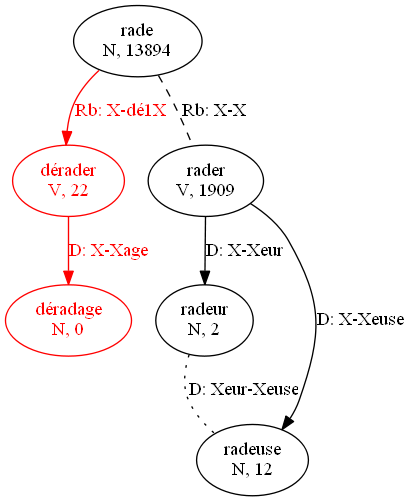 rade
N, 13894
Rb: X-dé1X
Rb: X-X
dérader
V, 22
rader
V, 1909
D: X-Xage
D: X-Xeur
déradage
N, 0
radeur
N, 2
D: X-Xeuse
D: Xeur-Xeuse
radeuse
N, 12